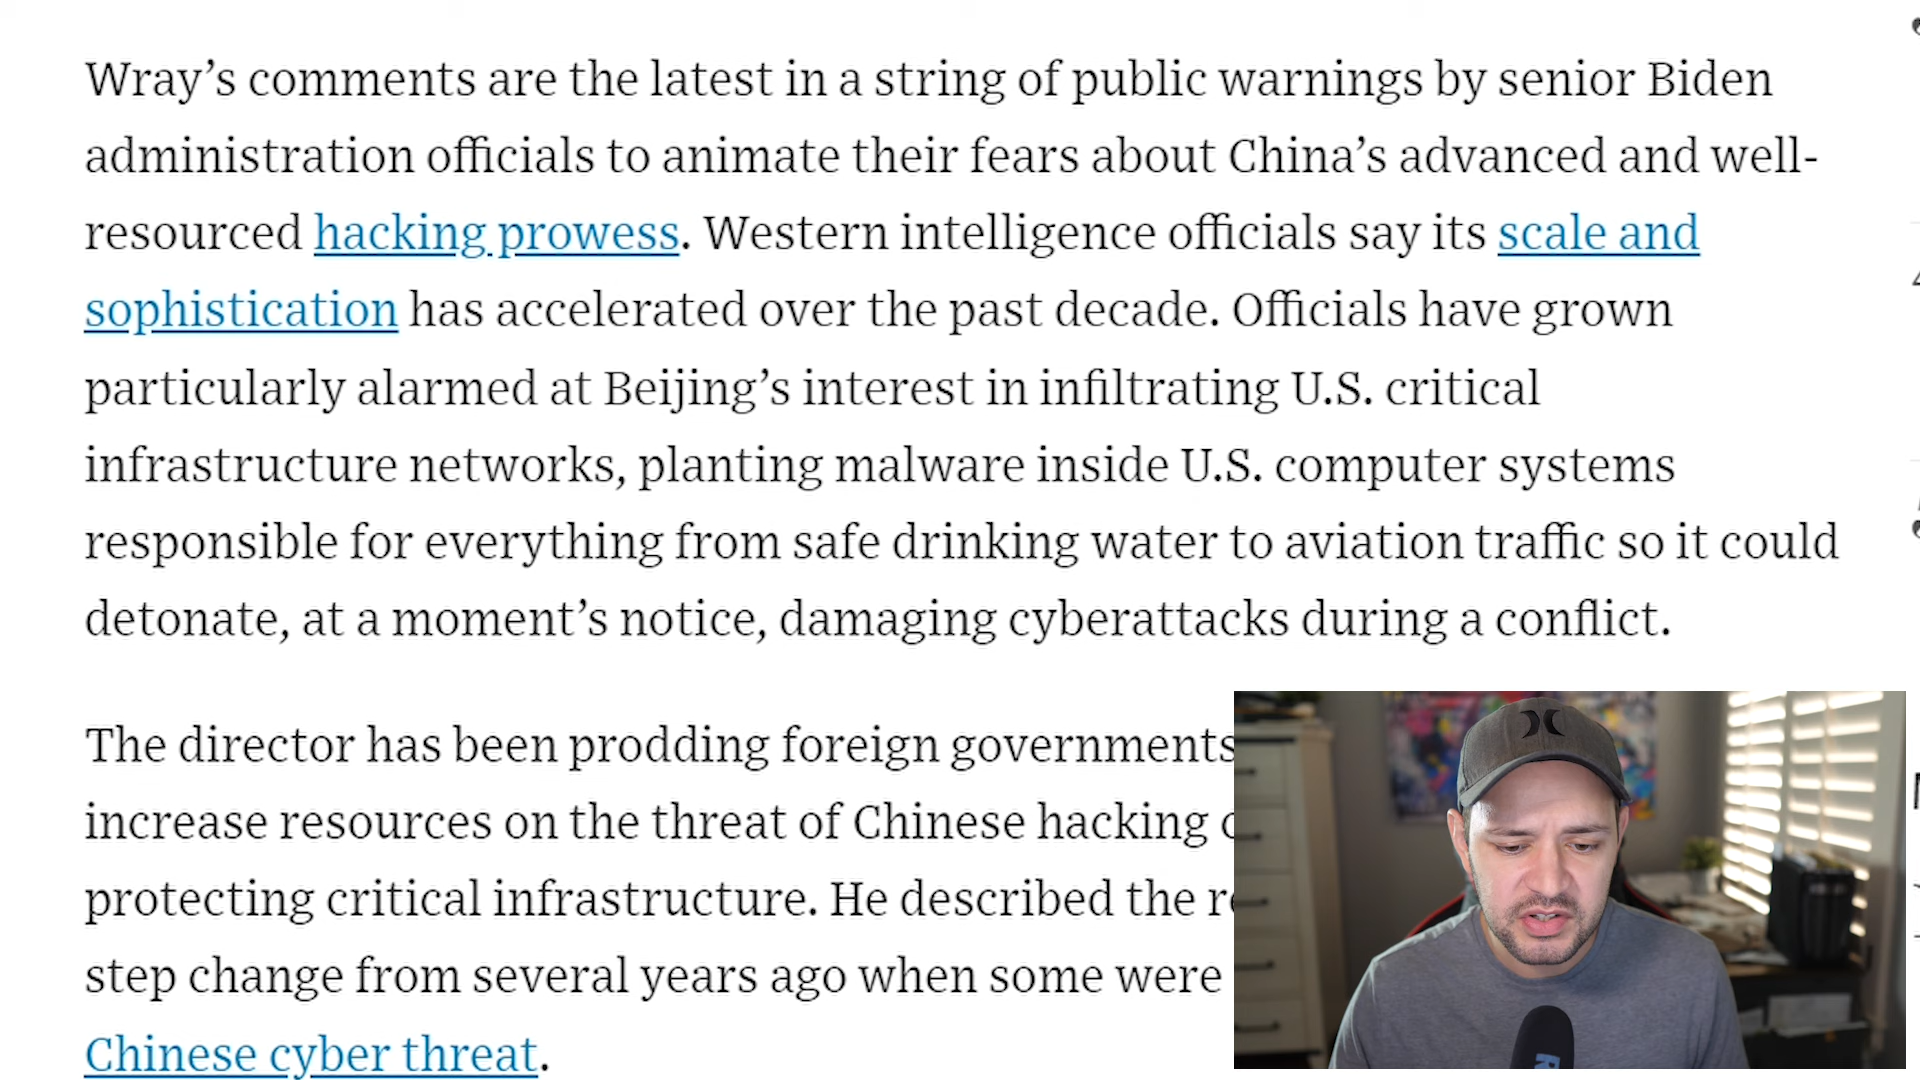 Wray’s comments are the latest in a string of public warnings by senior Biden
administration officials to animate their fears about China’s advanced and well-
resourced hacking prowess. Western intelligence officials say its scale and
sophistication has accelerated over the past decade. Officials have grown
particularly alarmed at Beijing’s interest in infiltrating U.S. critical
infrastructure networks, planting malware inside U.S. computer systems
responsible for everything from safe drinking water to aviation traffic so it could
detonate, at a moment’s notice, damaging cyberattacks during a conflict.
The director has been prodding foreign governments
increase resources on the threat of Chinese hacking
protecting critical infrastructure. He described the
step change from several years ago when some were
Chinese cyber threat.